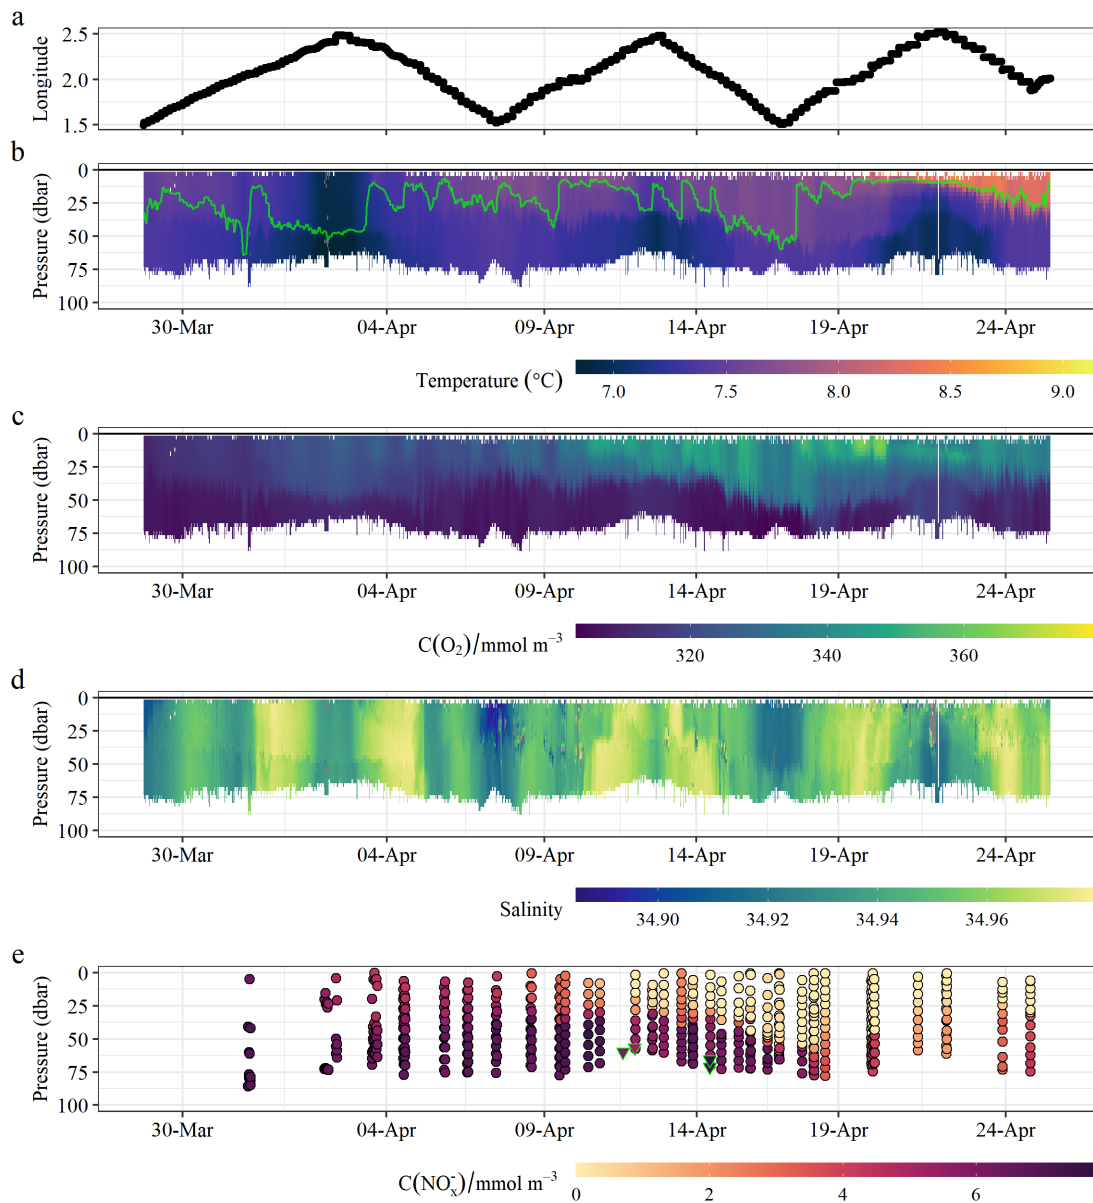 a
Longitude
2.5
2.0
1.5
b
Pressure (dbar)
0
25
50
75
100
30-Mar 04-Apr 09-Apr 14-Apr 19-Apr 24-Apr
Temperature (°C)
7.0 7.5 8.0 8.5 9.0
c
Pressure (dbar)
0
25
50
75
100
30-Mar 04-Apr 09-Apr 14-Apr 19-Apr 24-Apr
C(O₂)/mmol m⁻³
320 340 360
d
Pressure (dbar)
0
25
50
75
100
30-Mar 04-Apr 09-Apr 14-Apr 19-Apr 24-Apr
Salinity
34.90 34.92 34.94 34.96
e
Pressure (dbar)
0
25
50
75
100
30-Mar 04-Apr 09-Apr 14-Apr 19-Apr 24-Apr
C(NOₓ⁻)/mmol m⁻³
0 2 4 6